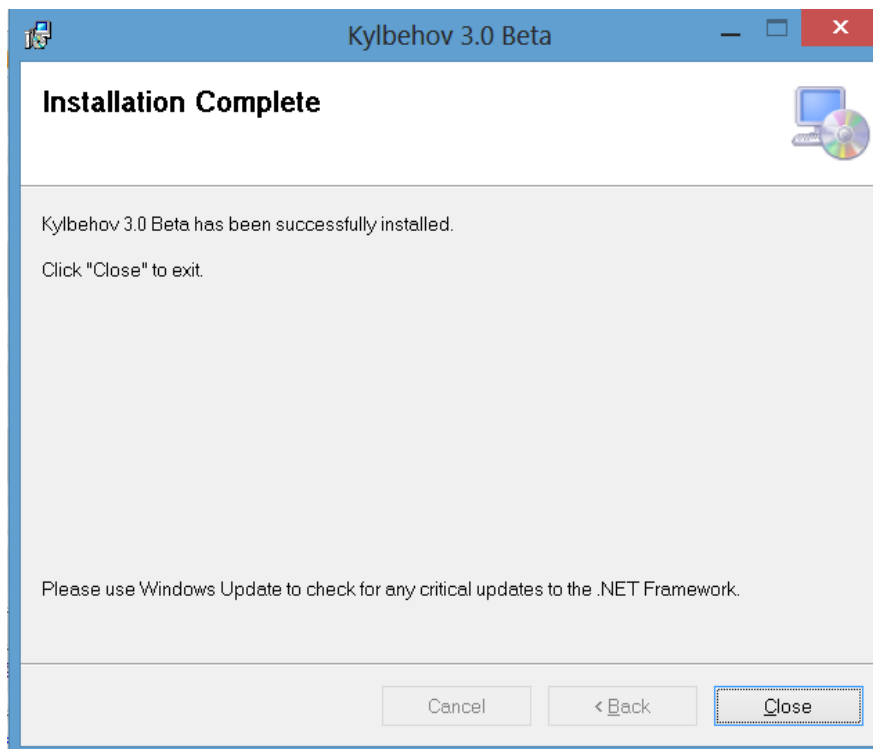 Kylbehov 3.0 Beta
Installation Complete
Kylbehov 3.0 Beta has been successfully installed.
Click "Close" to exit.
Please use Windows Update to check for any critical updates to the .NET Framework.
Cancel
< Back
Close